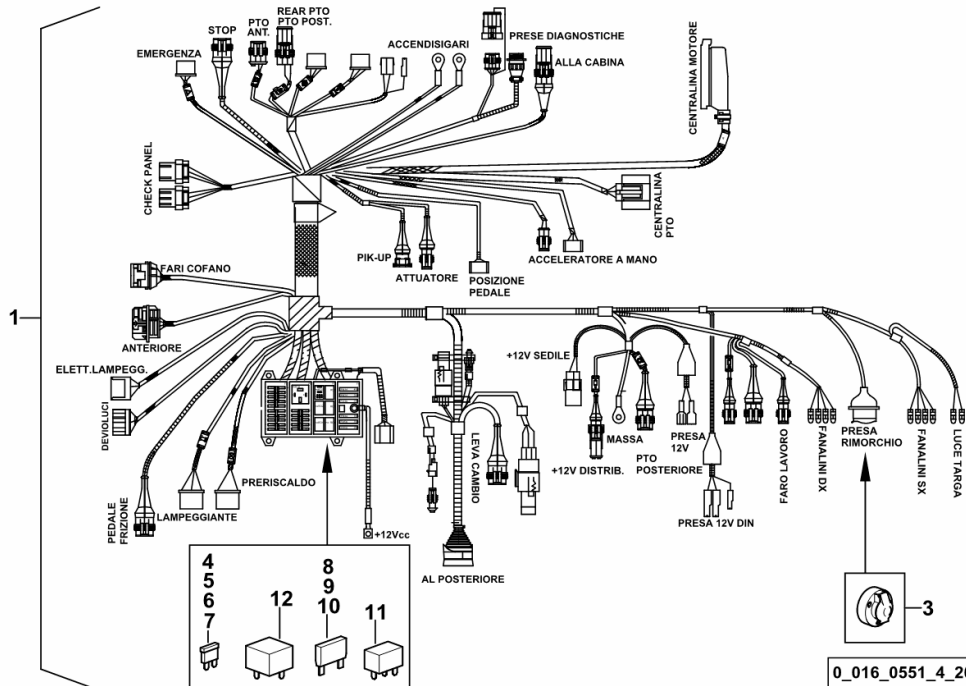 REAR PTO
PTO POST.
PTO
ANT.
STOP
EMERGENZA
ACCENDISIGARI
PRESE DIAGNOSTICHE
ALLA CABINA
CENTRALINA MOTORE
CHECK PANEL
CENTRALINA
PTO
PIK-UP
ATTUATORE
POSIZIONE
PEDALE
ACCELERATORE A MANO
FARI COFANO
1
ANTERIORE
ELETT.LAMPEGG.
DEVIOLUCI
+12V SEDILE
MASSA
+12V DISTRIB.
PTO
POSTERIORE
PRESA
12V
PRESA 12V DIN
FARO LAVORO
FANALINI DX
PRESA
RIMORCHIO
FANALINI SX
LUCE TARGA
LEVA CAMBIO
PRERISCALDO
LAMPEGGIANTE
PEDALE
FRIZIONE
+12Vcc
AL POSTERIORE
4
5
6
7
12
8
9
10
11
3
0_016_0551_4_20